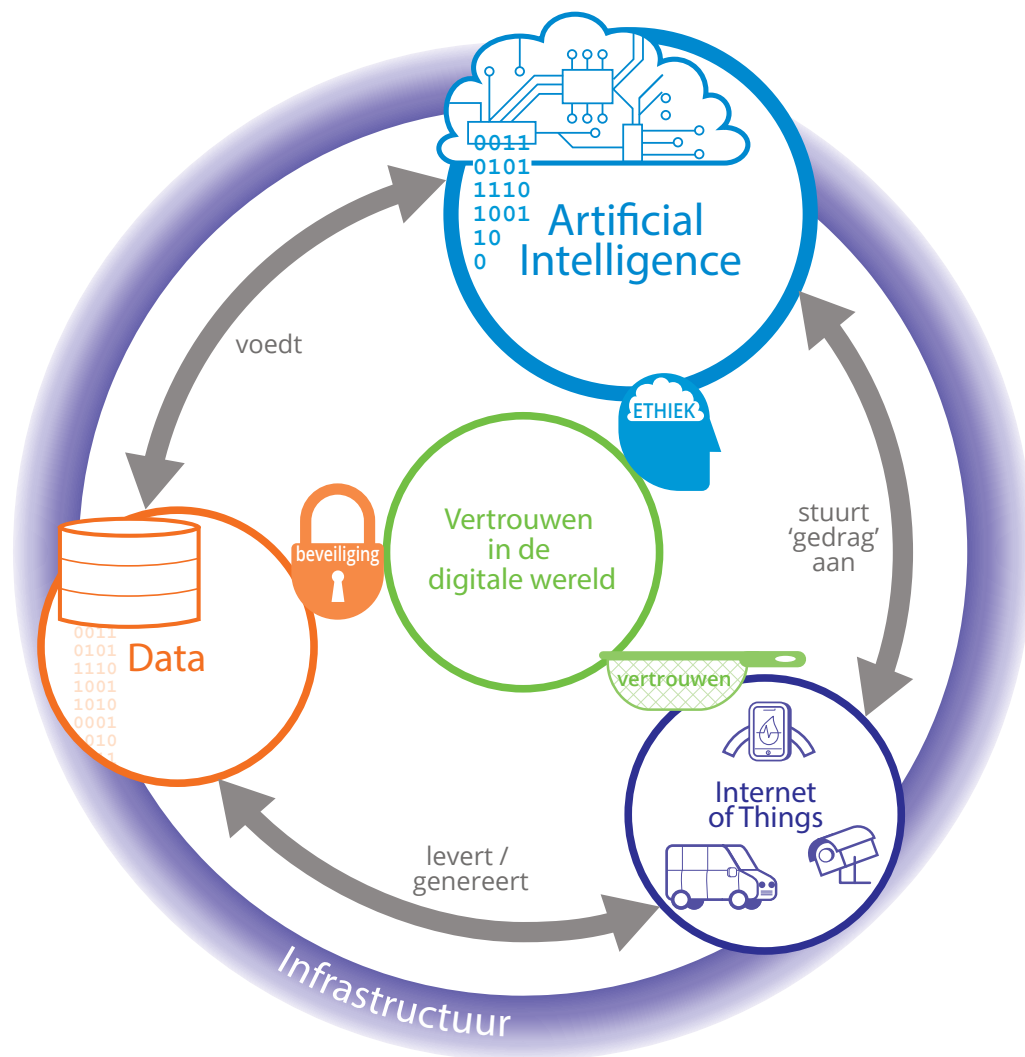 0011
0101
1110
1001
10
0
Artificial
Intelligence
voedt
ETHIEK
Vertrouwen
in de
digitale wereld
beveiliging
stuurt
‘gedrag’
aan
0011
0101
1110
1001
1010
0001
Data
vertrouwen
Internet
of Things
levert /
genereert
Infrastructuur